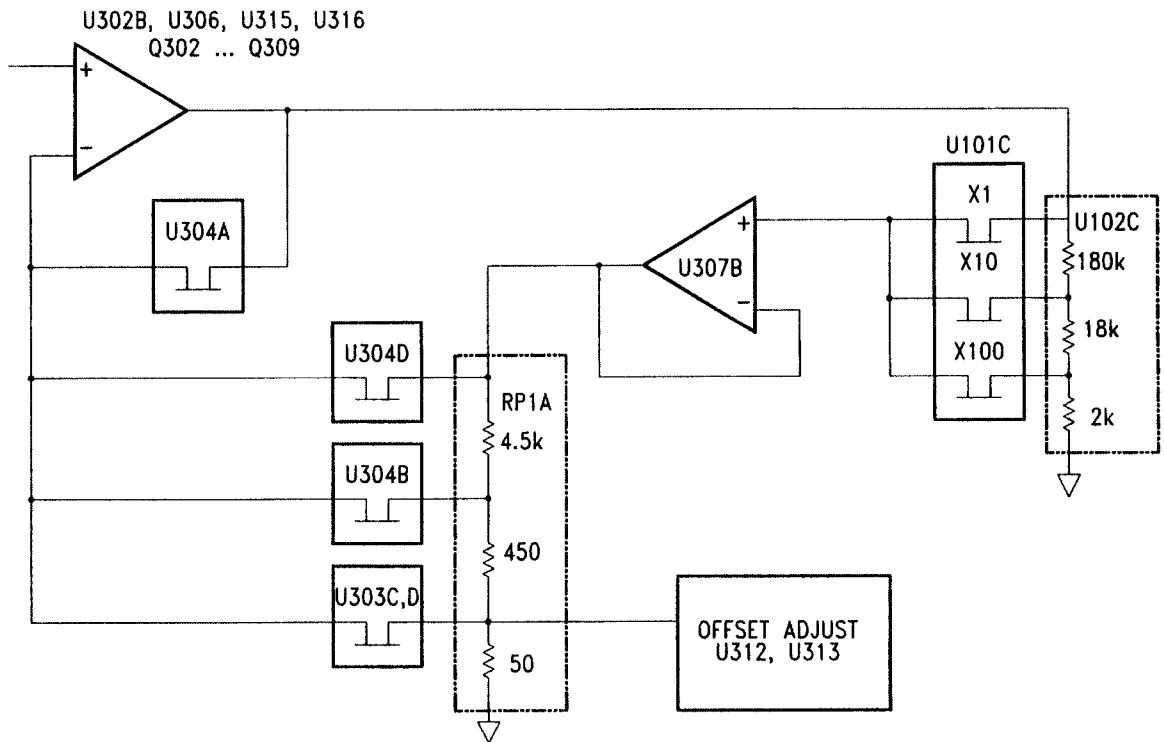 U302B, U306, U315, U316
Q302 ... Q309
+
−
U304A
U101C
X1
X10
X100
U102C
180k
18k
2k
+
U307B
−
U304D
RP1A
4.5k
U304B
450
U303C,D
50
OFFSET ADJUST
U312, U313